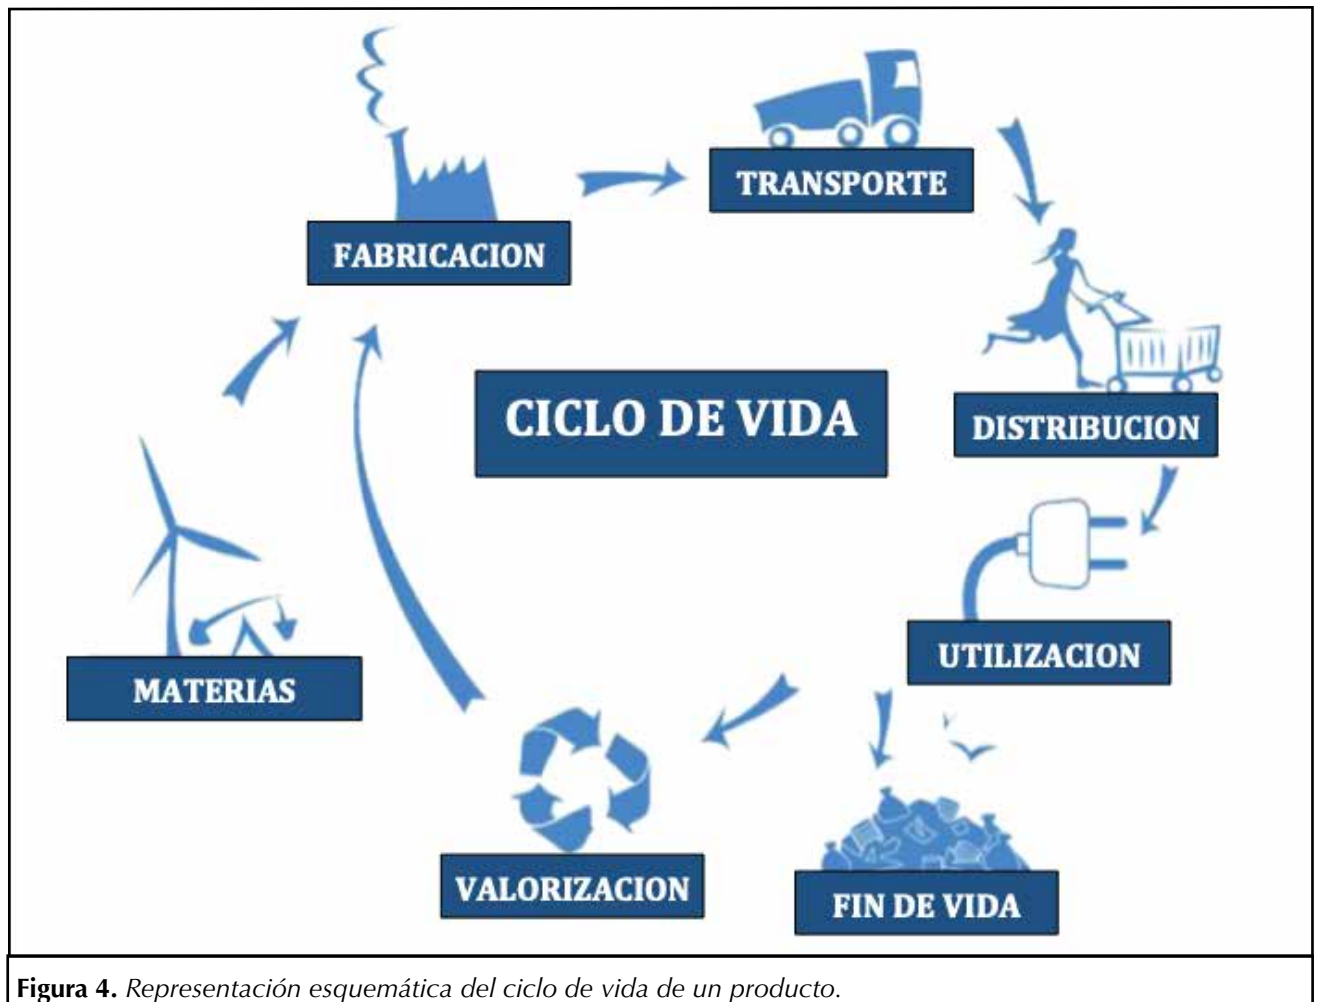 TRANSPORTE
FABRICACION
CICLO DE VIDA
DISTRIBUCION
UTILIZACION
MATERIAS
VALORIZACION
FIN DE VIDA
Figura 4. Representación esquemática del ciclo de vida de un producto.